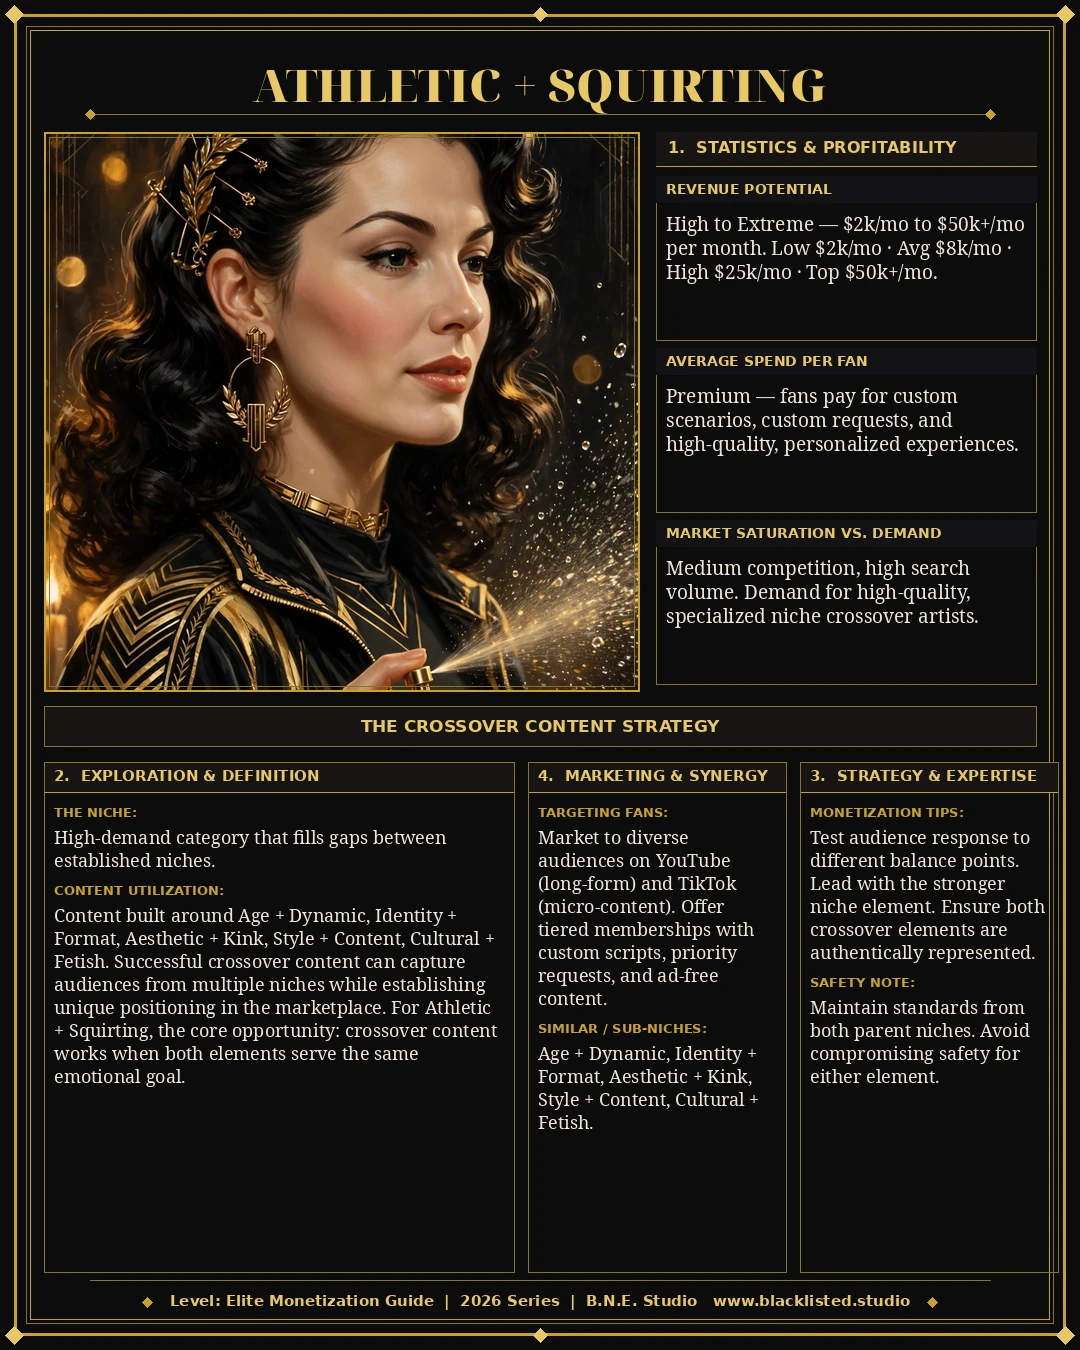 ATHLETIC + SQUIRTING
1. STATISTICS & PROFITABILITY
REVENUE POTENTIAL
High to Extreme — $2k/mo to $50k+/mo
per month. Low $2k/mo · Avg $8k/mo ·
High $25k/mo · Top $50k+/mo.
AVERAGE SPEND PER FAN
Premium — fans pay for custom
scenarios, custom requests, and
high-quality, personalized experiences.
MARKET SATURATION VS. DEMAND
Medium competition, high search
volume. Demand for high-quality,
specialized niche crossover artists.
THE CROSSOVER CONTENT STRATEGY
2. EXPLORATION & DEFINITION
THE NICHE:
High-demand category that fills gaps between
established niches.
CONTENT UTILIZATION:
Content built around Age + Dynamic, Identity +
Format, Aesthetic + Kink, Style + Content, Cultural +
Fetish. Successful crossover content can capture
audiences from multiple niches while establishing
unique positioning in the marketplace. For Athletic
+ Squirting, the core opportunity: crossover content
works when both elements serve the same
emotional goal.
4. MARKETING & SYNERGY
TARGETING FANS:
Market to diverse
audiences on YouTube
(long-form) and TikTok
(micro-content). Offer
tiered memberships with
custom scripts, priority
requests, and ad-free
content.
SIMILAR / SUB-NICHES:
Age + Dynamic, Identity +
Format, Aesthetic + Kink,
Style + Content, Cultural +
Fetish.
3. STRATEGY & EXPERTISE
MONETIZATION TIPS:
Test audience response to
different balance points.
Lead with the stronger
niche element. Ensure both
crossover elements are
authentically represented.
SAFETY NOTE:
Maintain standards from
both parent niches. Avoid
compromising safety for
either element.
Level: Elite Monetization Guide | 2026 Series | B.N.E. Studio www.blacklisted.studio